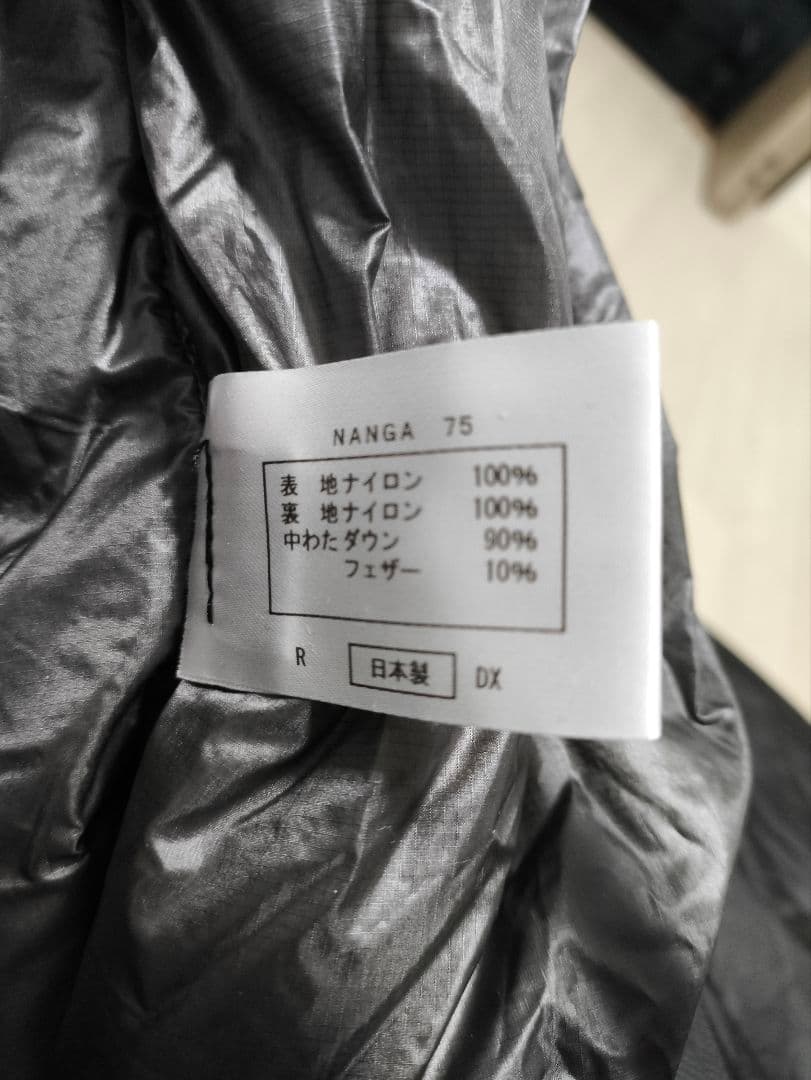 NANGA 75
表 地ナイロン 100%
裏 地ナイロン 100%
中わたダウン 90%
フェザー 10%
R 日本製 DX